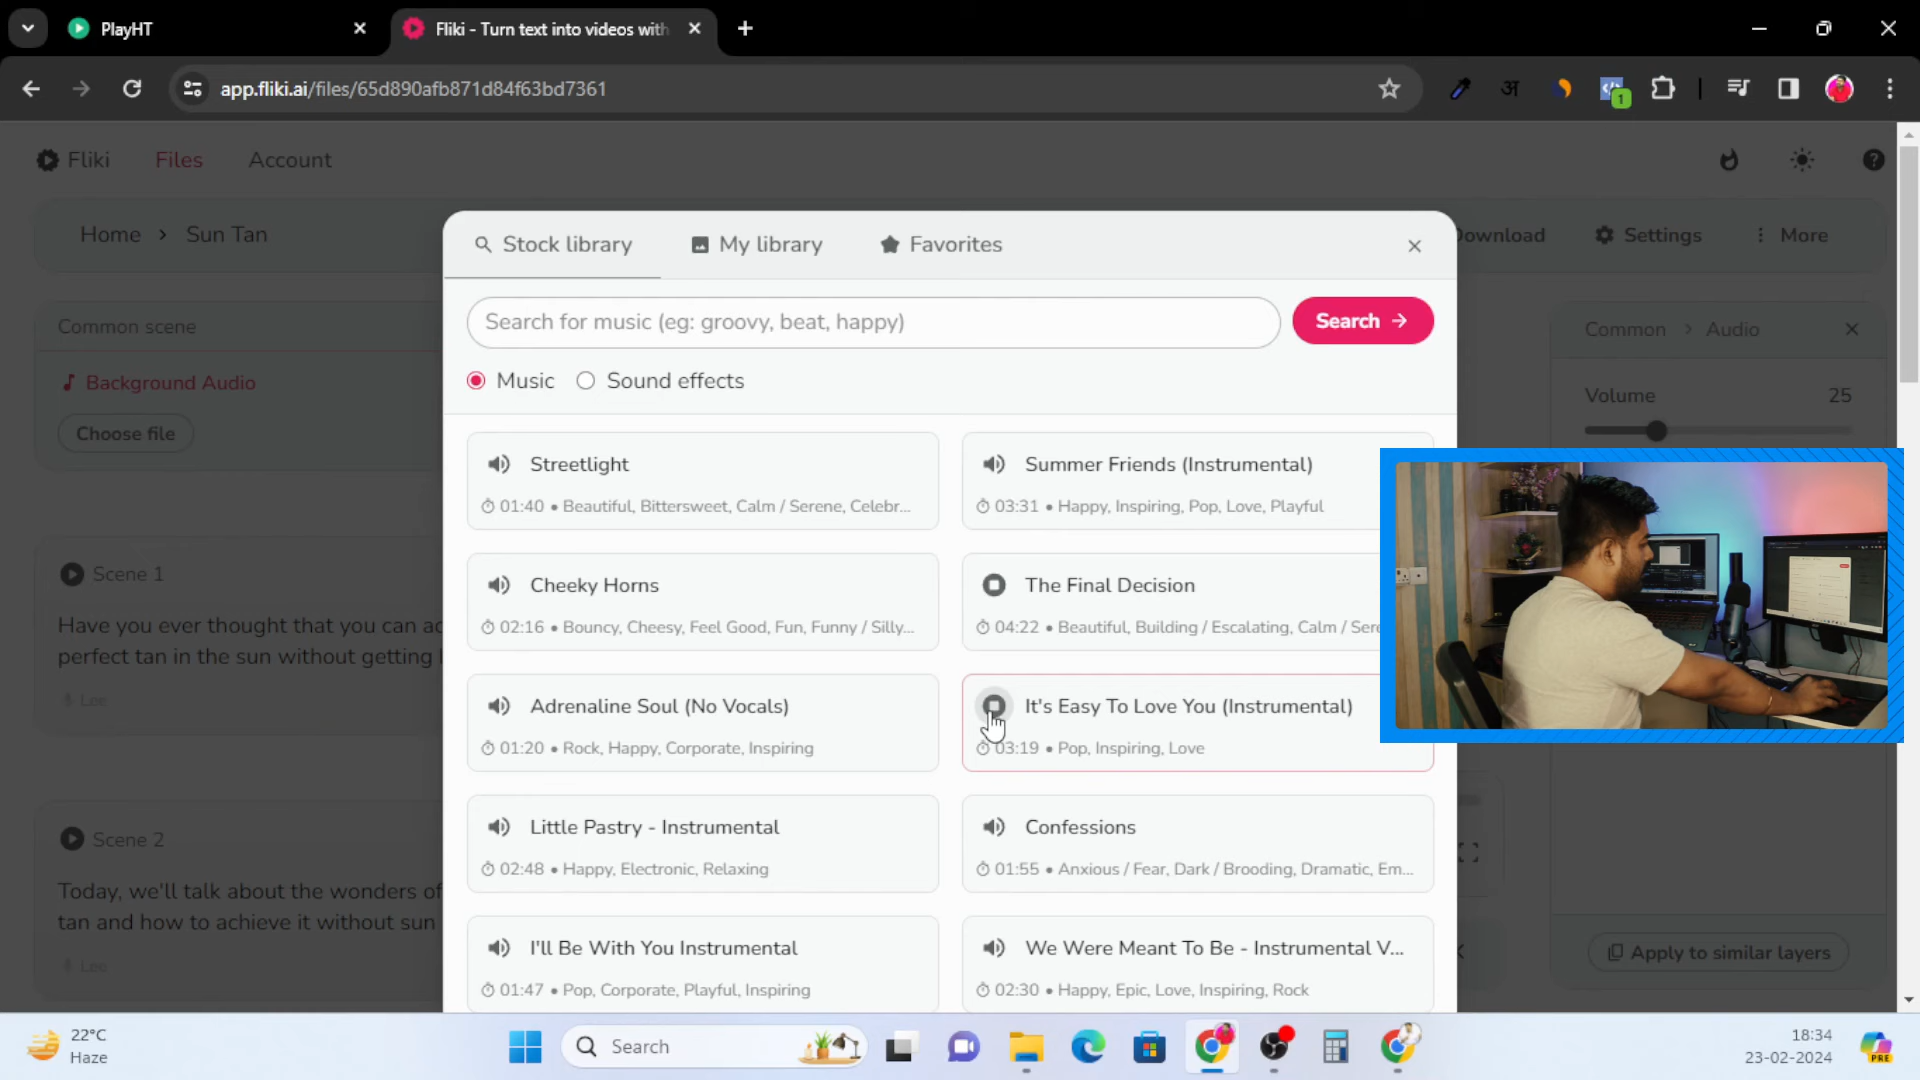 PlayHT
Fliki - Turn text into videos with
app.fliki.ai/files/65d890afb871d84f63bd7361
अ
1
Fliki Files Account
Home > Sun Tan
Download Settings More
Stock library My library Favorites
Search for music (eg: groovy, beat, happy)
Search →
Music Sound effects
Common scene
Background Audio
Choose file
Scene 1
Have you ever thought that you can ac
perfect tan in the sun without getting
Lee
Scene 2
Today, we'll talk about the wonders of
tan and how to achieve it without sun
Lee
Streetlight
01:40 • Beautiful, Bittersweet, Calm / Serene, Celebr...
Summer Friends (Instrumental)
03:31 • Happy, Inspiring, Pop, Love, Playful
Cheeky Horns
02:16 • Bouncy, Cheesy, Feel Good, Fun, Funny / Silly...
The Final Decision
04:22 • Beautiful, Building / Escalating, Calm / Sere
Adrenaline Soul (No Vocals)
01:20 • Rock, Happy, Corporate, Inspiring
It's Easy To Love You (Instrumental)
03:19 • Pop, Inspiring, Love
Little Pastry - Instrumental
02:48 • Happy, Electronic, Relaxing
Confessions
01:55 • Anxious / Fear, Dark / Brooding, Dramatic, Em...
I'll Be With You Instrumental
01:47 • Pop, Corporate, Playful, Inspiring
We Were Meant To Be - Instrumental V...
02:30 • Happy, Epic, Love, Inspiring, Rock
Common > Audio
Volume 25
Apply to similar layers
22°C
Haze
Search
18:34
23-02-2024
PRE